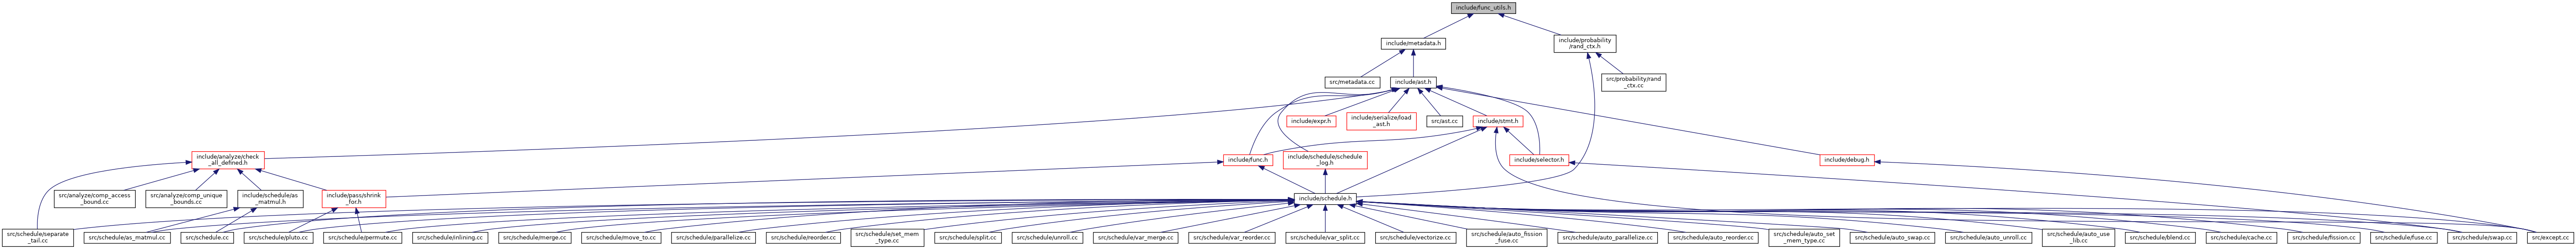 include/func_utils.h
include/metadata.h
include/probability
/rand_ctx.h
src/metadata.cc
include/ast.h
src/probability/rand
_ctx.cc
include/expr.h
include/serialize/load
_ast.h
src/ast.cc
include/stmt.h
include/analyze/check
_all_defined.h
include/func.h
include/schedule/schedule
_log.h
include/selector.h
include/debug.h
src/analyze/comp_access
_bound.cc
src/analyze/comp_unique
_bounds.cc
include/schedule/as
_matmul.h
include/pass/shrink
_for.h
include/schedule.h
src/schedule/separate
_tail.cc
src/schedule/as_matmul.cc
src/schedule.cc
src/schedule/pluto.cc
src/schedule/permute.cc
src/schedule/inlining.cc
src/schedule/merge.cc
src/schedule/move_to.cc
src/schedule/parallelize.cc
src/schedule/reorder.cc
src/schedule/set_mem
_type.cc
src/schedule/split.cc
src/schedule/unroll.cc
src/schedule/var_merge.cc
src/schedule/var_reorder.cc
src/schedule/var_split.cc
src/schedule/vectorize.cc
src/schedule/auto_fission
_fuse.cc
src/schedule/auto_parallelize.cc
src/schedule/auto_reorder.cc
src/schedule/auto_set
_mem_type.cc
src/schedule/auto_swap.cc
src/schedule/auto_unroll.cc
src/schedule/auto_use
_lib.cc
src/schedule/blend.cc
src/schedule/cache.cc
src/schedule/fission.cc
src/schedule/fuse.cc
src/schedule/swap.cc
src/except.cc